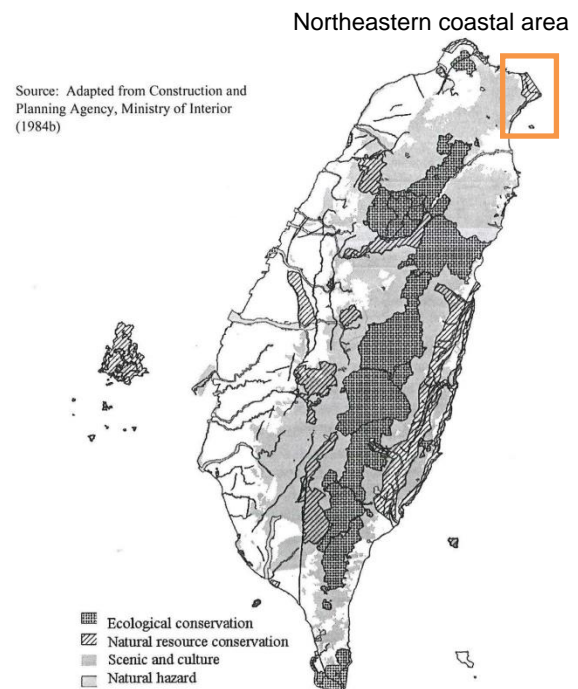 Northeastern coastal area
Source: Adapted from Construction and
Planning Agency, Ministry of Interior
(1984b)
Ecological conservation
Natural resource conservation
Scenic and culture
Natural hazard